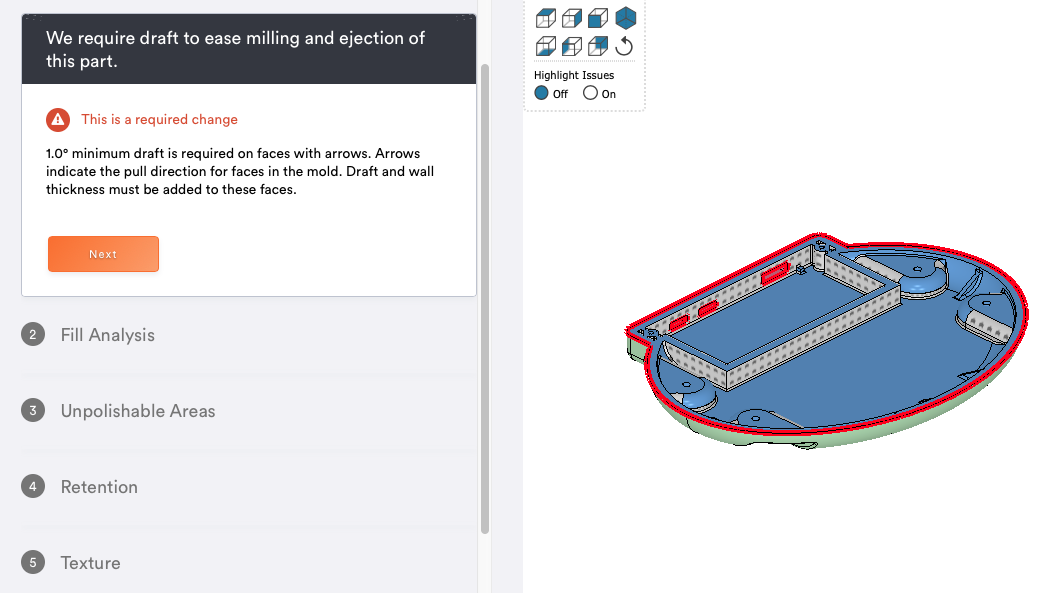 We require draft to ease milling and ejection of
this part.
This is a required change
1.0° minimum draft is required on faces with arrows. Arrows
indicate the pull direction for faces in the mold. Draft and wall
thickness must be added to these faces.
Next
2 Fill Analysis
3 Unpolishable Areas
4 Retention
5 Texture
Highlight Issues
Off On